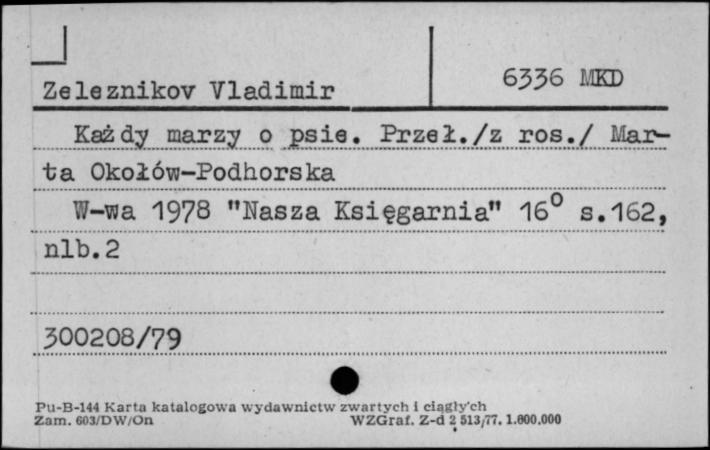 6336 MKD
Zeleznikov Vladimir
Każdy marzy o psie. Przeł./z ros./ Mar-
ta Okołów-Podhorska
W-wa 1978 "Nasza Księgarnia" 16° s.162,
nlb.2
300208/79
Pu-B-144 Karta katalogowa wydawnictw zwartych i ciągłych
Zam. 603/DW/On WZGraf. Z-d 2 513/77. 1.600.000